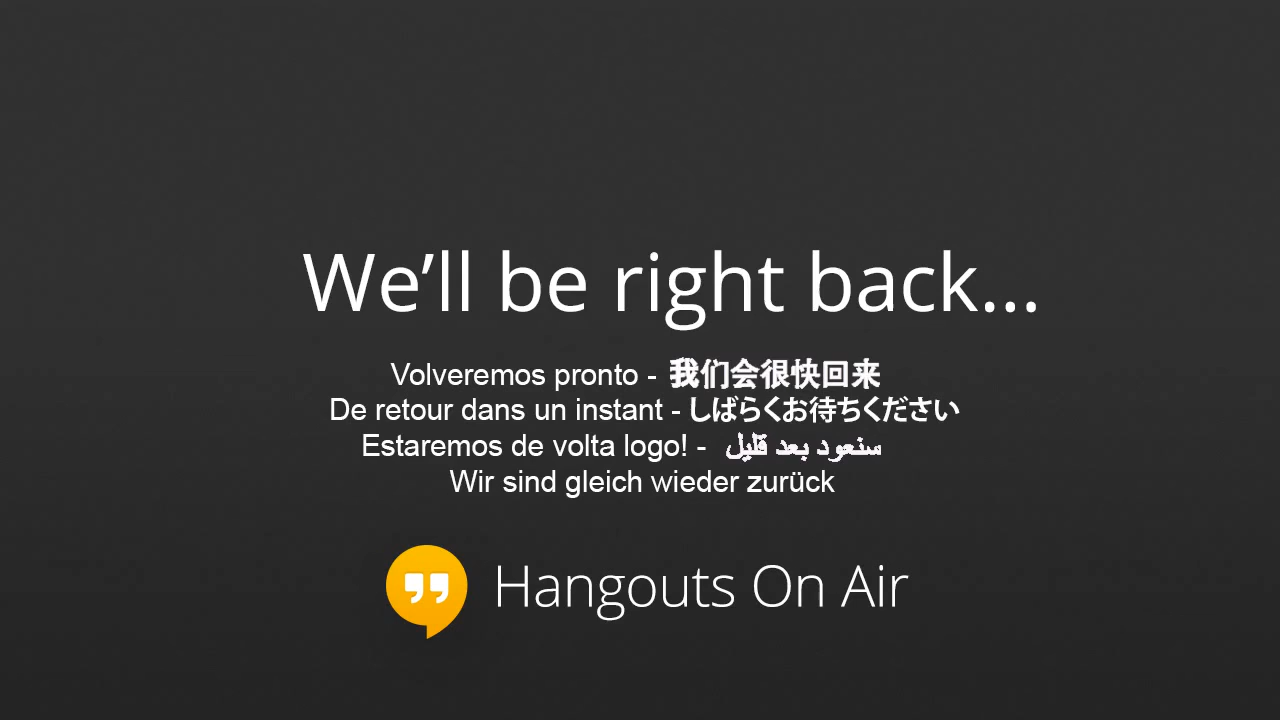 We’ll be right back...
Volveremos pronto - 我们会很快回来
De retour dans un instant - しばらくお待ちください
Estaremos de volta logo! - سنعود بعد قليل
Wir sind gleich wieder zurück
Hangouts On Air